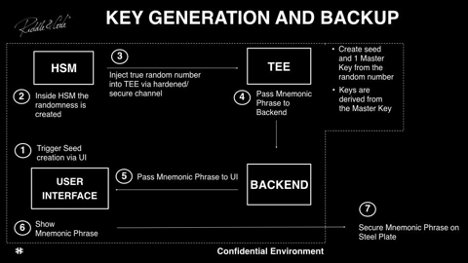 Riddle & Code
KEY GENERATION AND BACKUP
HSM
3
Inject true random number
into TEE via hardened/
secure channel
TEE
• Create seed
and 1 Master
Key from the
random number
• Keys are
derived from
the Master Key
2
Inside HSM the
randomness is
created
4
Pass Mnemonic
Phrase to
Backend
1
Trigger Seed
creation via UI
USER
INTERFACE
5
Pass Mnemonic Phrase to UI
BACKEND
6
Show
Mnemonic Phrase
7
Secure Mnemonic Phrase on
Steel Plate
Confidential Environment